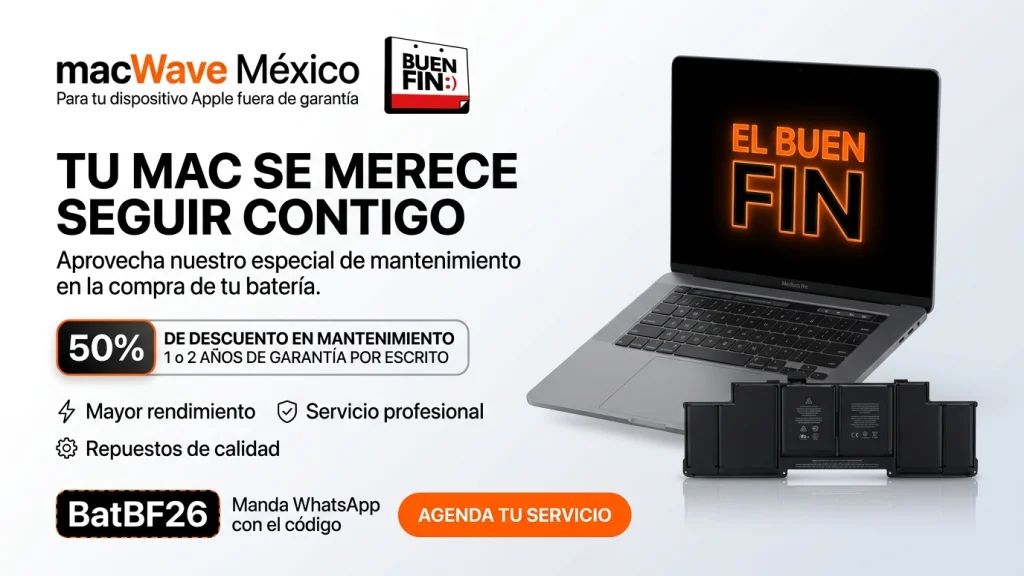 macWave México
Para tu dispositivo Apple fuera de garantía
BUEN
FIN:)
TU MAC SE MERECE
SEGUIR CONTIGO
Aprovecha nuestro especial de mantenimiento
en la compra de tu batería.
50%
DE DESCUENTO EN MANTENIMIENTO
1 o 2 AÑOS DE GARANTÍA POR ESCRITO
Mayor rendimiento
Servicio profesional
Repuestos de calidad
BatBF26
Manda WhatsApp
con el código
AGENDA TU SERVICIO
EL BUEN
FIN
MacBook Pro